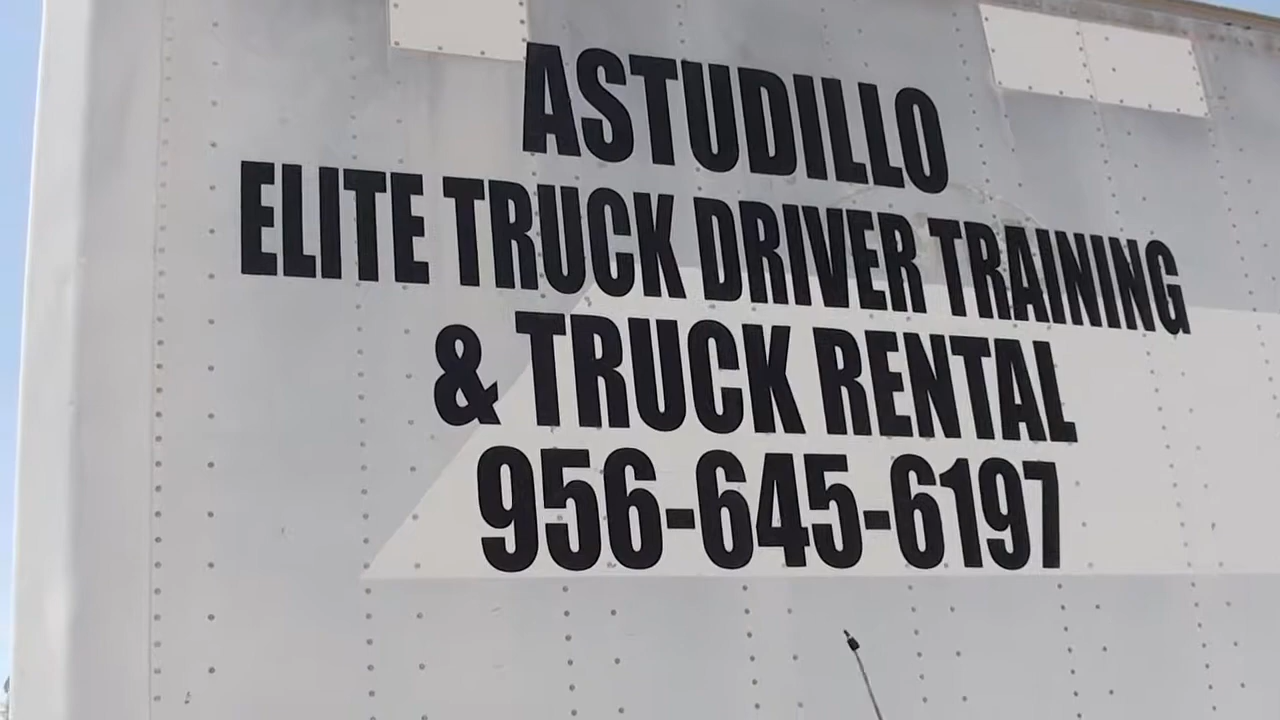 ASTUDILLO
ELITE TRUCK DRIVER TRAINING
& TRUCK RENTAL
956-645-6197